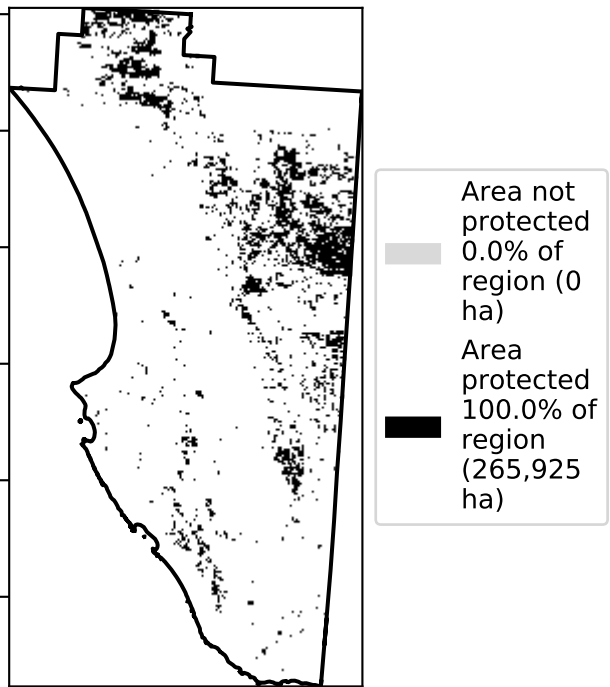 Area not
protected
0.0% of
region (0
ha)
Area
protected
100.0% of
region
(265,925
ha)